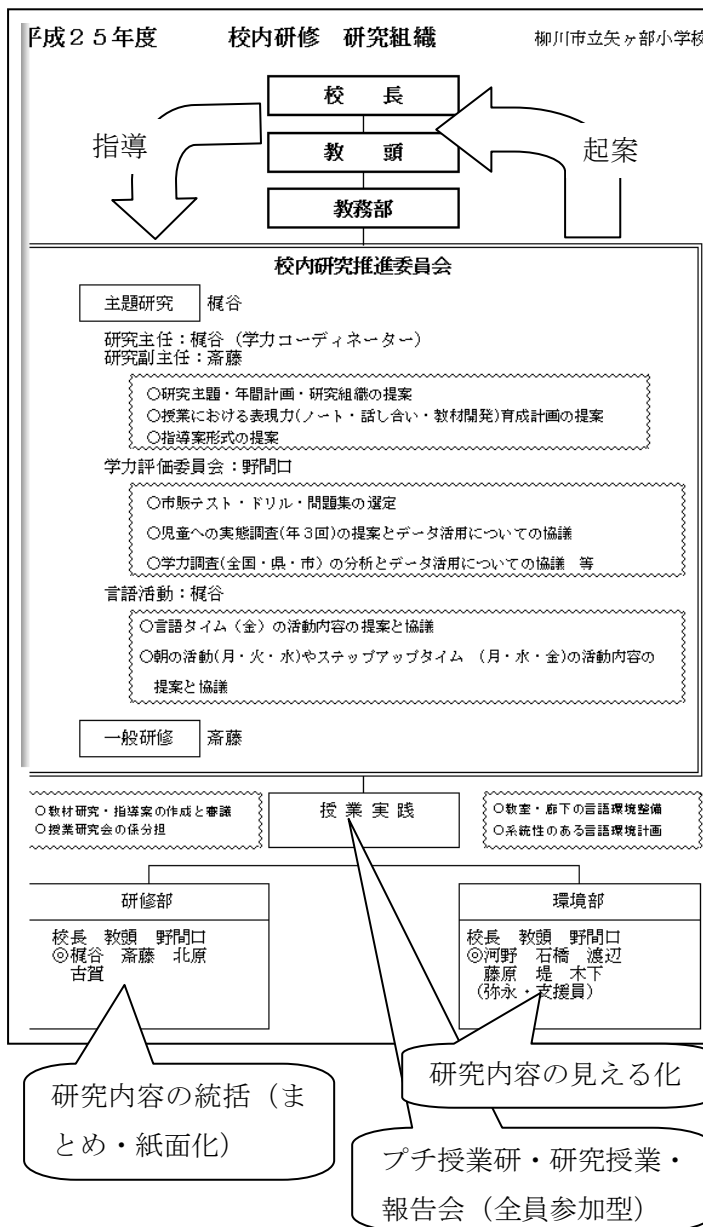 平成２５年度　校内研修　研究組織　柳川市立矢ヶ部小学校
校　長
指導
教　頭
起案
教務部
校内研究推進委員会
主題研究　梶谷
研究主任：梶谷（学力コーディネーター）
研究副主任：斎藤
○研究主題・年間計画・研究組織の提案
○授業における表現力(ノート・話し合い・教材開発)育成計画の提案
○指導案形式の提案
学力評価委員会：野間口
○市販テスト・ドリル・問題集の選定
○児童への実態調査(年３回)の提案とデータ活用についての協議
○学力調査(全国・県・市）の分析とデータ活用についての協議　等
言語活動：梶谷
○言語タイム（金）の活動内容の提案と協議
○朝の活動(月・火・水)やステップアップタイム　（月・水・金)の活動内容の
提案と協議
一般研修　斎藤
○教材研究・指導案の作成と審議
○授業研究会の係分担
授 業 実 践
○教室・廊下の言語環境整備
○系統性のある言語環境計画
研修部
校長　教頭　野間口
◎梶谷　斎藤　北原
古賀
環境部
校長　教頭　野間口
◎河野　石橋　渡辺
藤原　堤　木下
（弥永・支援員）
研究内容の統括（ま
とめ・紙面化）
研究内容の見える化
プチ授業研・研究授業・
報告会（全員参加型）